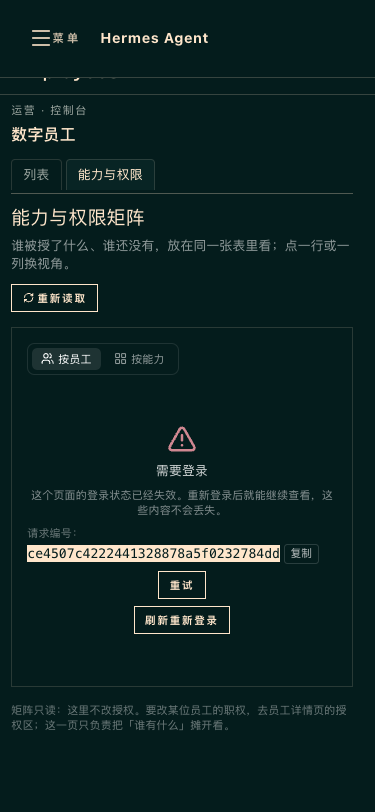 菜单
Hermes Agent
运营 · 控制台
数字员工
列表
能力与权限
能力与权限矩阵
谁被授了什么、谁还没有，放在同一张表里看；点一行或一
列换视角。
重新读取
按员工
按能力
需要登录
这个页面的登录状态已经失效。重新登录后就能继续查看，这
些内容不会丢失。
请求编号：
ce4507c4222441328878a5f0232784dd
复制
重试
刷新重新登录
矩阵只读：这里不改授权。要改某位员工的职权，去员工详情页的授
权区；这一页只负责把「谁有什么」摊开看。